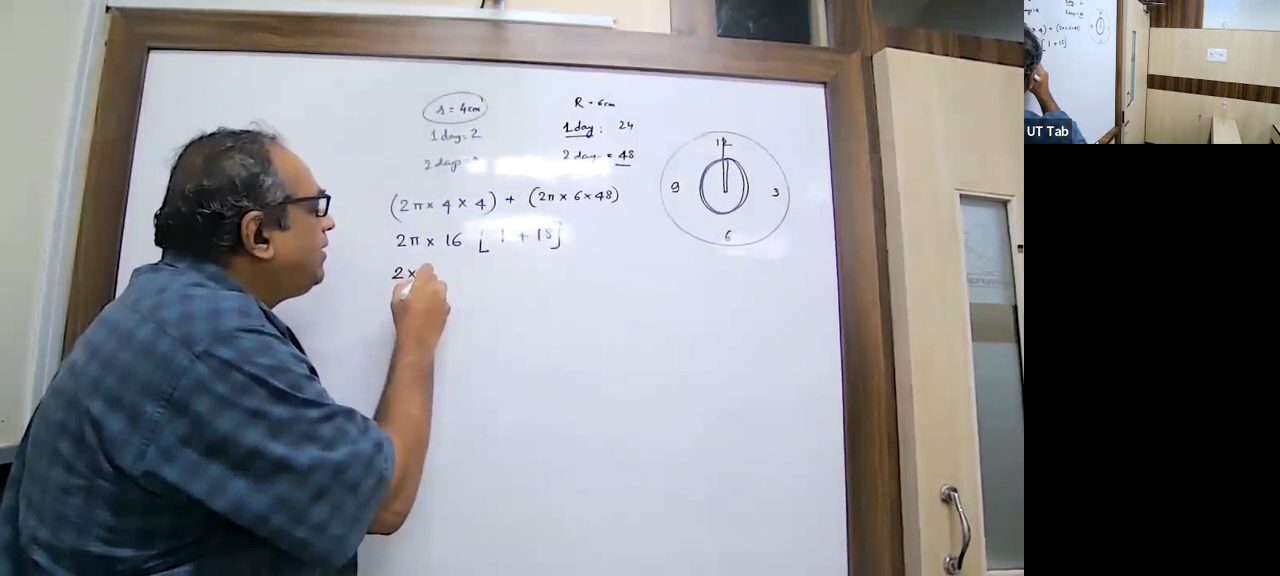 r = 4cm
R = 6cm
1 day = 2
1 day : 24
2 day =
2 day = 48
(2π × 4 × 4) + (2π × 6 × 48)
2π × 16 [ 1 + 18 ]
2 ×
12
9
3
6
UT Tab